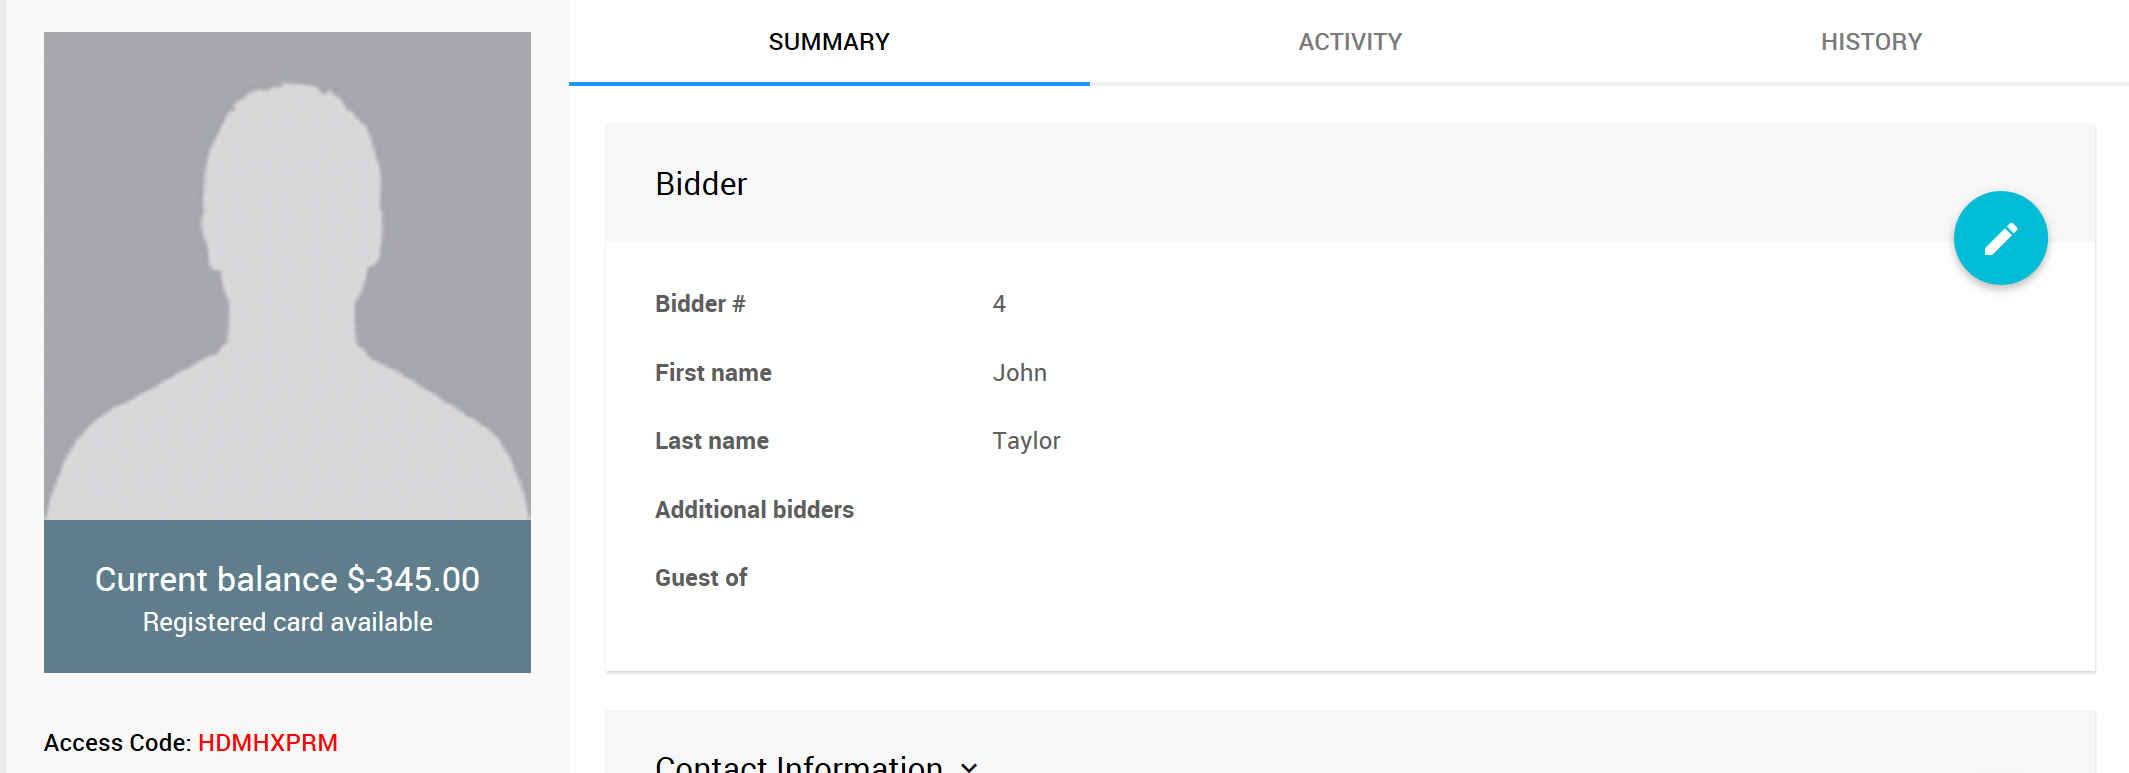 SUMMARY ACTIVITY HISTORY
Bidder
Bidder # 4
First name John
Last name Taylor
Additional bidders
Guest of
Current balance $-345.00
Registered card available
Access Code: HDMHXPRM
Contact Information